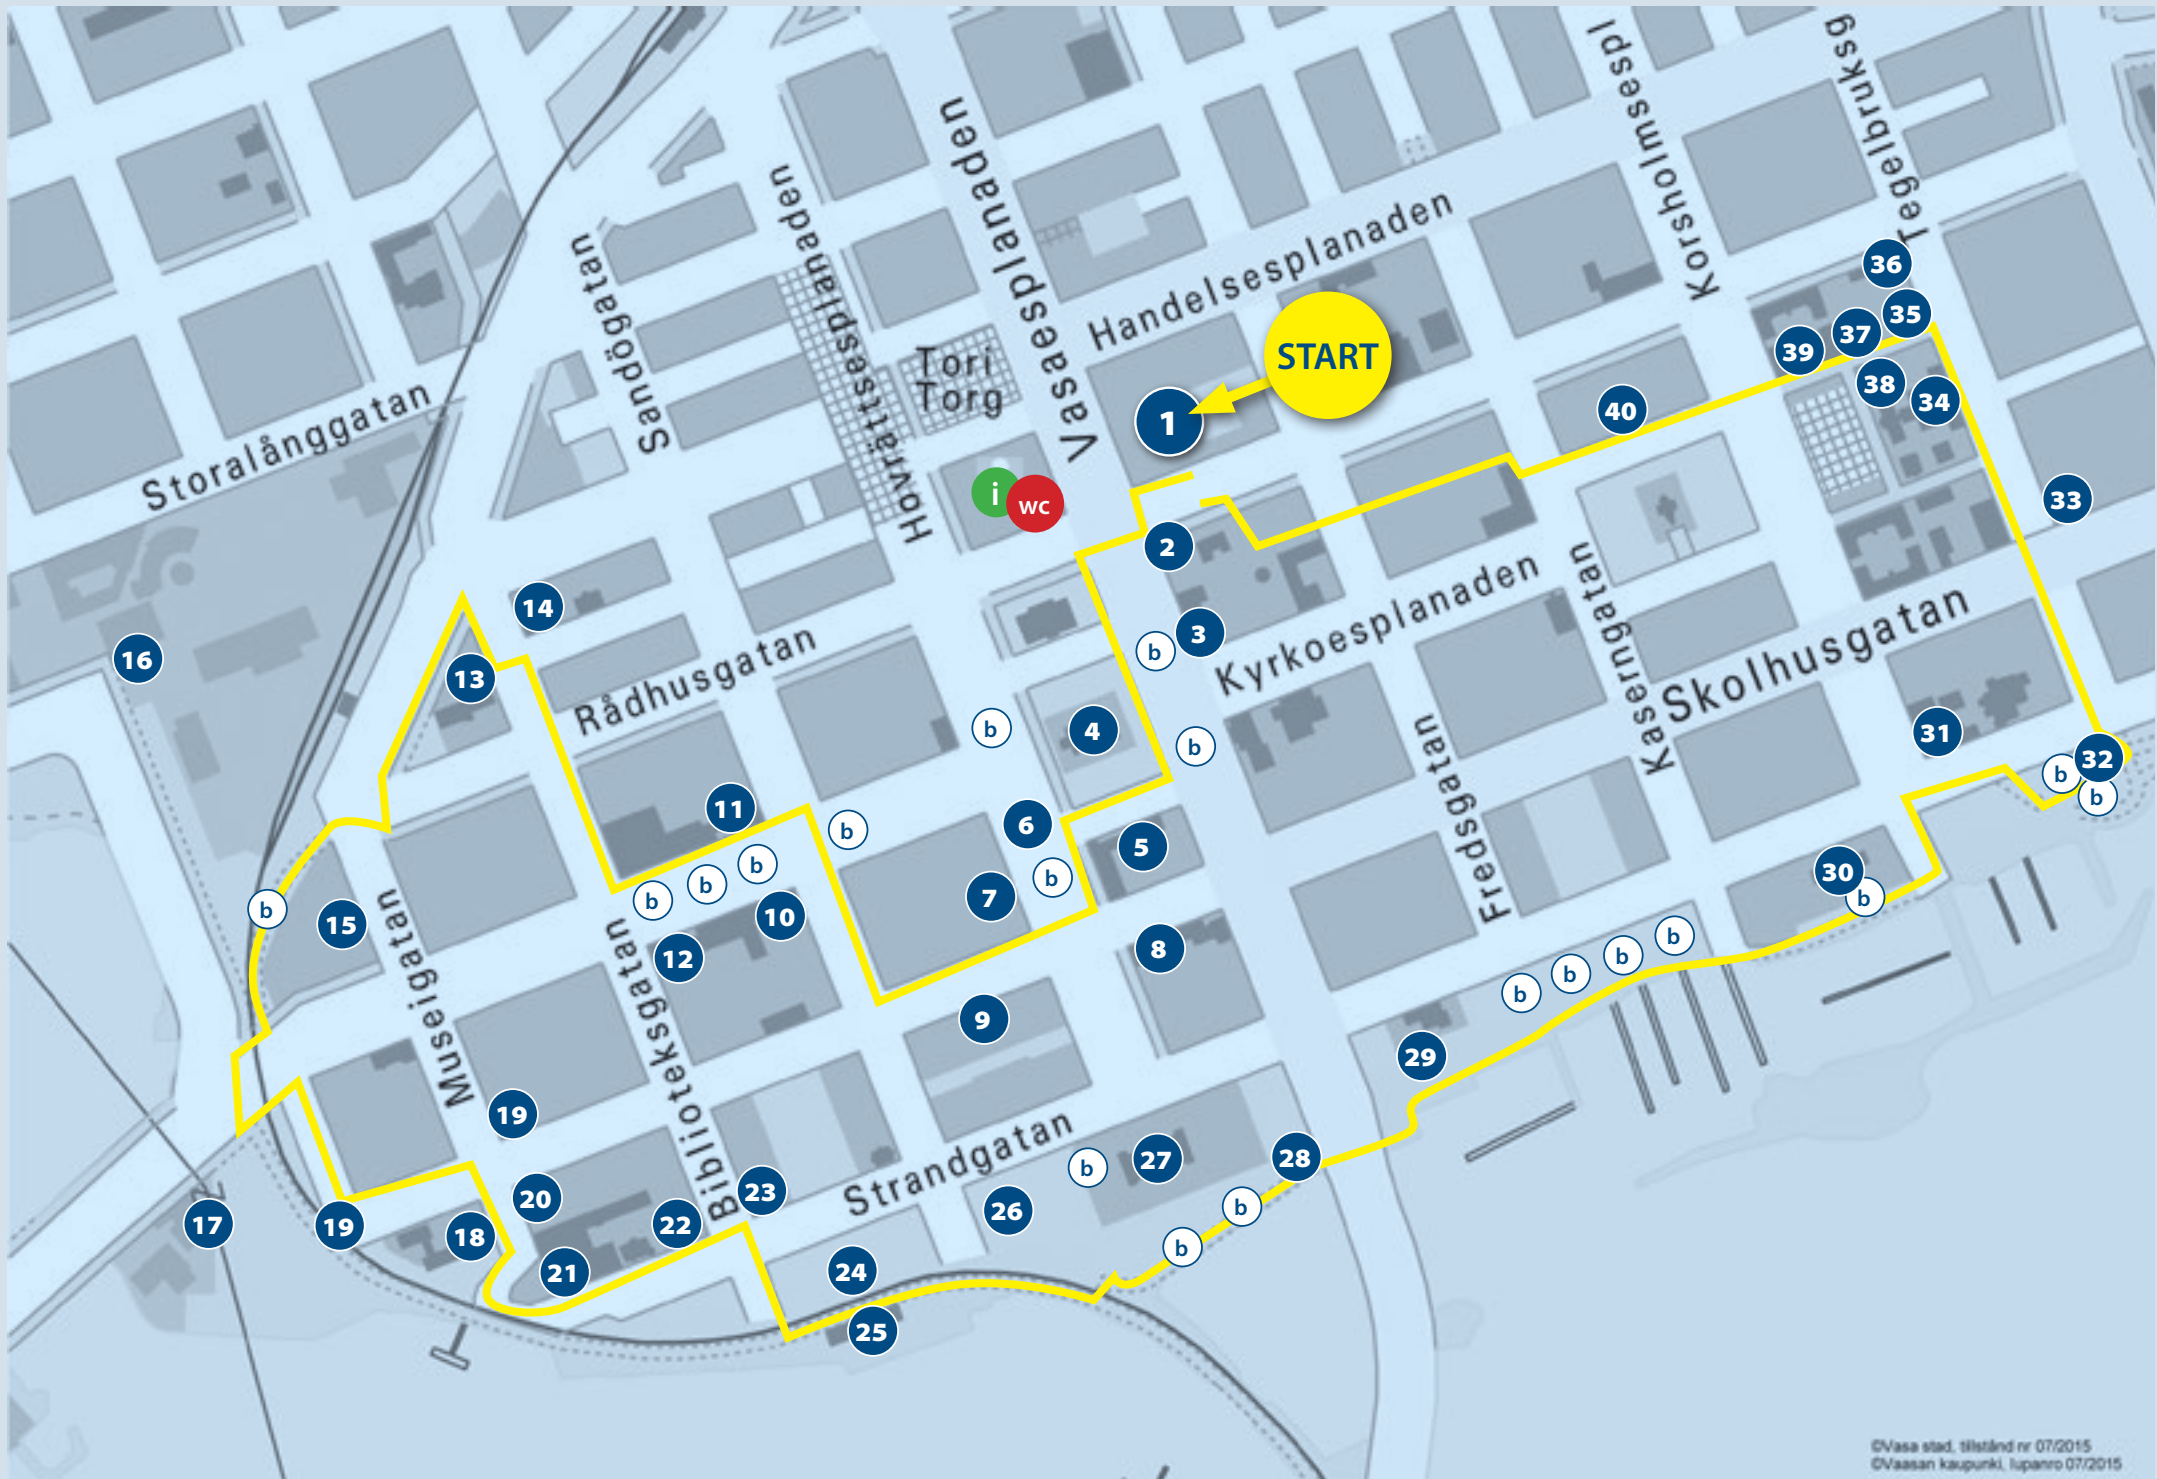 Tegelbruksg
Korsholmsespl
Vasaesplanaden
Hovrättsesplanaden
Handelsesplanaden
Sandögatan
36
35
START
Tori
Torg
37
39
38
34
1
40
Storalånggatan
i
wc
33
2
14
Kyrkoesplanaden
Skolhusgatan
Kaserngatan
3
b
16
13
Rådhusgatan
b
4
b
31
32
b
b
11
b
6
5
Fredsgatan
b
b
b
b
30
b
7
b
15
10
12
8
b
b
b
b
Museigatan
Biblioteksgatan
9
29
19
Strandgatan
28
27
b
23
20
26
b
22
17
19
18
b
24
21
25
©Vasa stad, tillstånd nr 07/2015
©Vaasan kaupunki, lupanro 07/2015